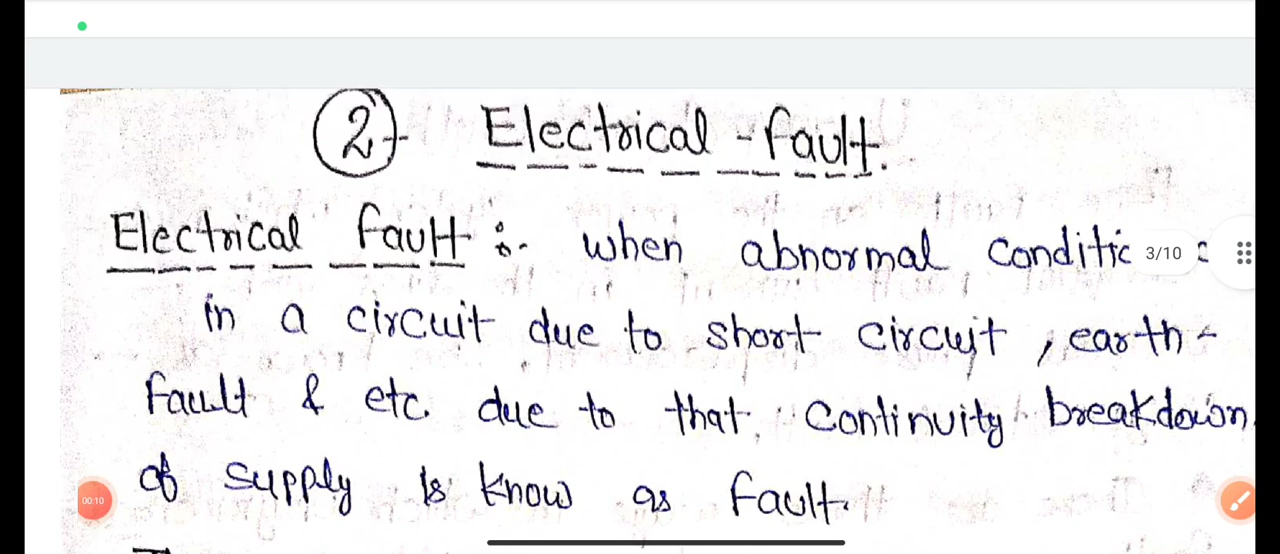 2)- Electrical -fault.
Electrical fault :- when abnormal conditic
3/10
in a circuit due to short circuit , earth-
fault & etc. due to that continuity breakdown
of supply is know as fault.
00:10